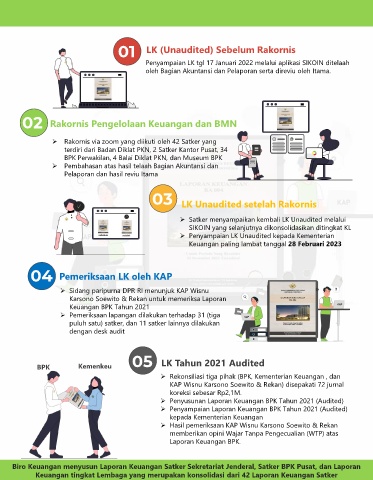 01
LK (Unaudited) Sebelum Rakornis
Penyampaian LK tgl 17 Januari 2022 melalui aplikasi SIKOIN ditelaah
oleh Bagian Akuntansi dan Pelaporan serta direviu oleh Itama.
02
Rakornis Pengelolaan Keuangan dan BMN
➢ Rakornis via zoom yang diikuti oleh 42 Satker yang
terdiri dari Badan Diklat PKN, 2 Satker Kantor Pusat, 34
BPK Perwakilan, 4 Balai Diklat PKN, dan Museum BPK
➢ Pembahasan atas hasil telaah Bagian Akuntansi dan
Pelaporan dan hasil reviu Itama
03
LK Unaudited setelah Rakornis
➢ Satker menyampaikan kembali LK Unaudited melalui
SIKOIN yang selanjutnya dikonsolidasikan ditingkat KL
➢ Penyampaian LK Unaudited kepada Kementerian
Keuangan paling lambat tanggal 28 Februari 2023
04
Pemeriksaan LK oleh KAP
➢ Sidang paripurna DPR RI menunjuk KAP Wisnu
Karsono Soewito & Rekan untuk memeriksa Laporan
Keuangan BPK Tahun 2021
➢ Pemeriksaan lapangan dilakukan terhadap 31 (tiga
puluh satu) satker, dan 11 satker lainnya dilakukan
dengan desk audit
BPK
Kemenkeu
05
LK Tahun 2021 Audited
➢ Rekonsiliasi tiga pihak (BPK, Kementerian Keuangan , dan
KAP Wisnu Karsono Soewito & Rekan) disepakati 72 jurnal
koreksi sebesar Rp2,1M.
➢ Penyusunan Laporan Keuangan BPK Tahun 2021 (Audited)
➢ Penyampaian Laporan Keuangan BPK Tahun 2021 (Audited)
kepada Kementerian Keuangan
➢ Hasil pemeriksaan KAP Wisnu Karsono Soewito & Rekan
memberikan opini Wajar Tanpa Pengecualian (WTP) atas
Laporan Keuangan BPK
Biro Keuangan menyusun Laporan Keuangan Satker Sekretariat Jenderal, Satker BPK Pusat, dan Laporan
Keuangan tingkat Lembaga yang merupakan konsolidasi dari 42 Laporan Keuangan Satker